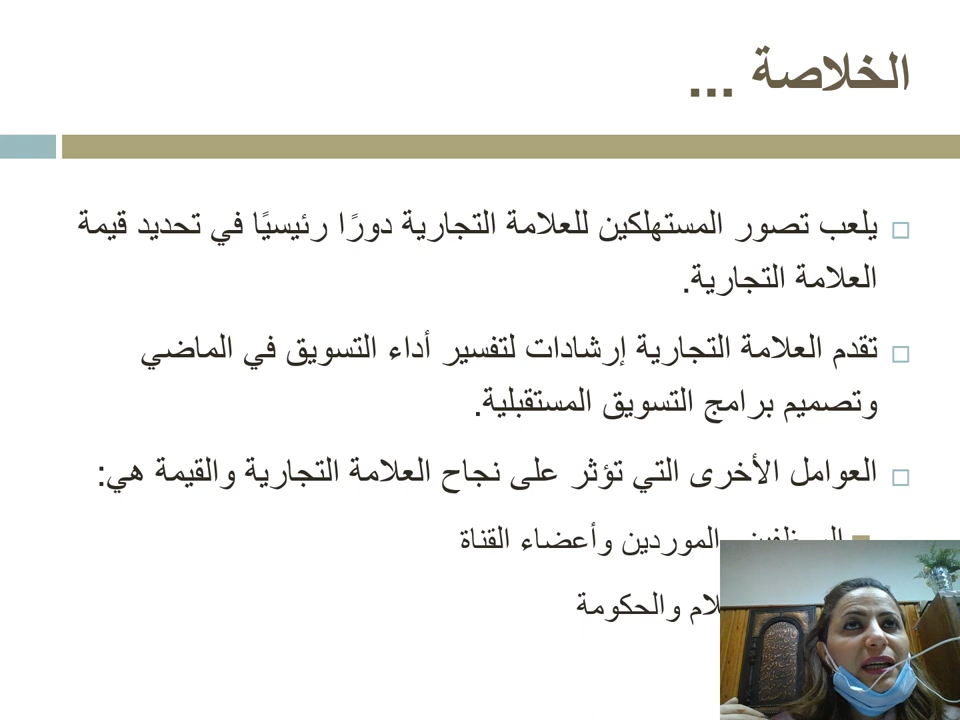 الخلاصة ...
يلعب تصور المستهلكين للعلامة التجارية دورًا رئيسيًا في تحديد قيمة
العلامة التجارية.
تقدم العلامة التجارية إرشادات لتفسير أداء التسويق في الماضي
وتصميم برامج التسويق المستقبلية.
العوامل الأخرى التي تؤثر على نجاح العلامة التجارية والقيمة هي:
الموردين وأعضاء القناة
والحكومة